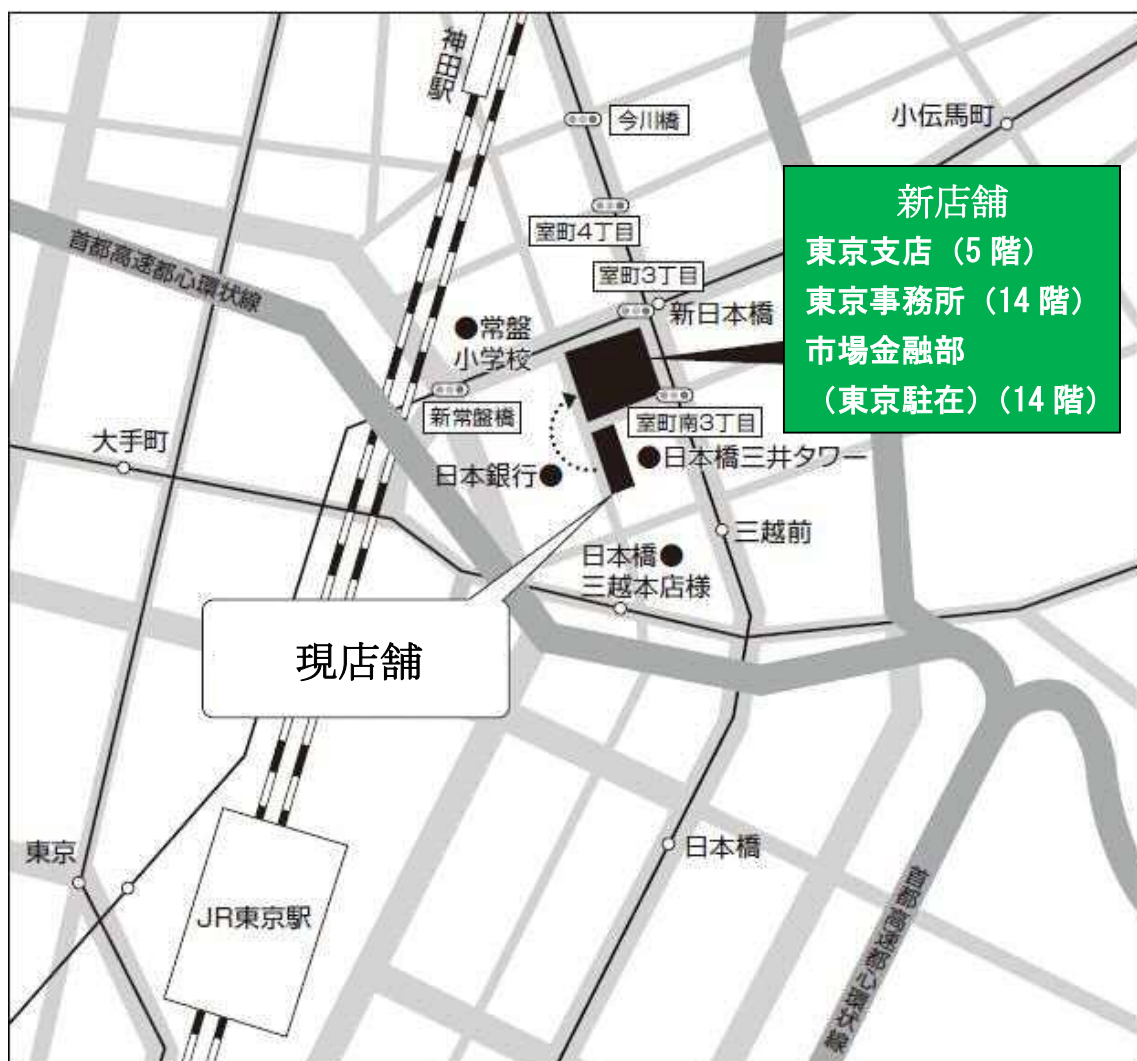 神田駅
今川橋
小伝馬町
新店舗
東京支店（5階）
東京事務所（14階）
市場金融部
（東京駐在）（14階）
室町4丁目
首都高速都心環状線
室町3丁目
新日本橋
●常盤
小学校
新常盤橋
室町南3丁目
大手町
日本銀行●
●日本橋三井タワー
三越前
日本橋●
三越本店様
現店舗
日本橋
東京
JR東京駅
首都高速都心環状線